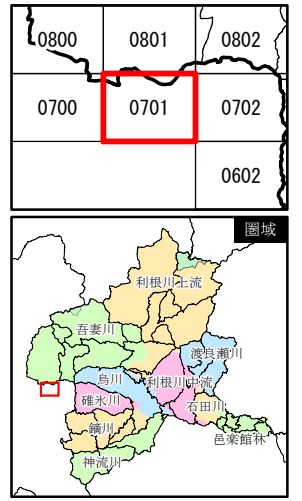 0800 0801 0802
0700 0701 0702
0602
圏域
利根川上流
吾妻川
渡良瀬川
烏川 利根川中流
碓氷川 石田川
鏑川 邑楽館林
神流川